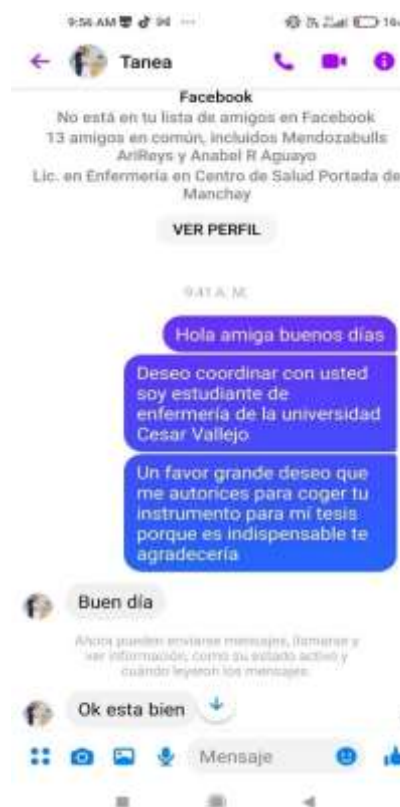 9:56 AM
Tanea
Facebook
No está en tu lista de amigos en Facebook
13 amigos en común, incluidos Mendozabulls
AriReys y Anabel R Aguayo
Lic. en Enfermería en Centro de Salud Portada de
Manchay
VER PERFIL
9:41 A. M.
Hola amiga buenos días
Deseo coordinar con usted
soy estudiante de
enfermería de la universidad
Cesar Vallejo
Un favor grande deseo que
me autorices para coger tu
instrumento para mi tesis
porque es indispensable te
agradecería
Buen día
Ahora pueden enviarse mensajes, llamarse y
ver información, como su estado activo y
cuándo leyeron los mensajes.
Ok esta bien
Mensaje